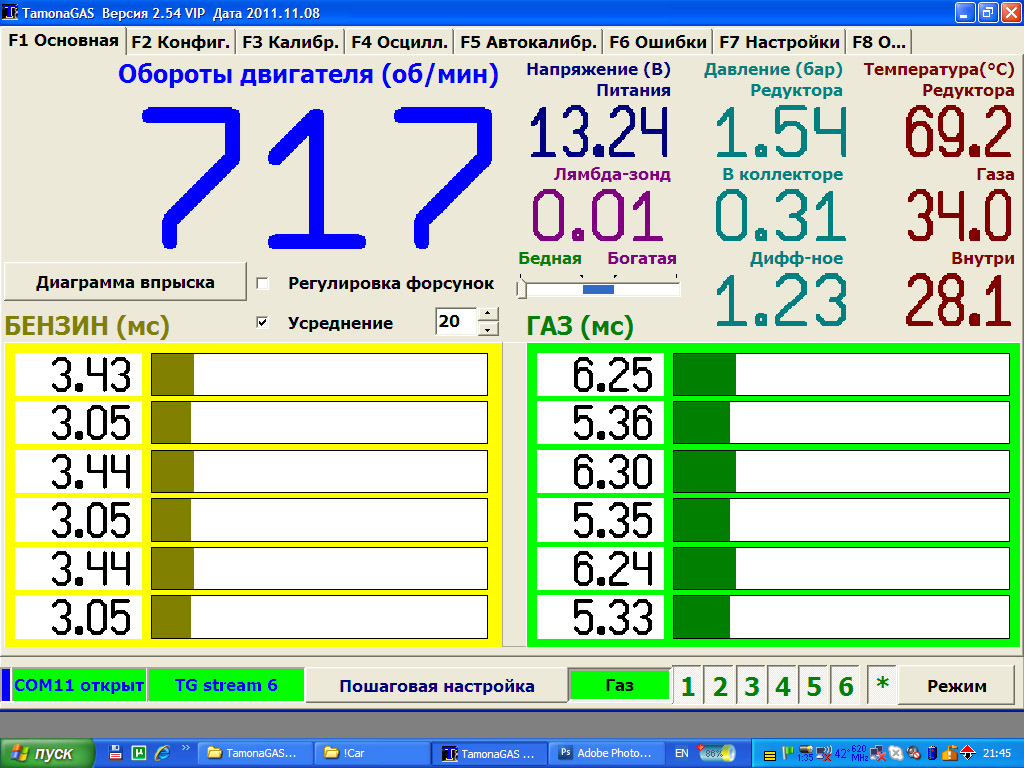 TamonaGAS Версия 2.54 VIP Дата 2011.11.08
F1 Основная F2 Конфиг. F3 Калибр. F4 Осцилл. F5 Автокалибр. F6 Ошибки F7 Настройки F8 О...
Обороты двигателя (об/мин)
717
Напряжение (В)
Питания
13.24
Лямбда-зонд
0.01
Бедная Богатая
Давление (бар)
Редуктора
1.54
В коллекторе
0.31
Дифф-ное
1.23
Температура(°C)
Редуктора
69.2
Газа
34.0
Внутри
28.1
Диаграмма впрыска
Регулировка форсунок
Усреднение 20
БЕНЗИН (мс)
3.43
3.05
3.44
3.05
3.44
3.05
ГАЗ (мс)
6.25
5.36
6.30
5.35
6.24
5.33
COM11 открыт TG stream 6 Пошаговая настройка Газ 1 2 3 4 5 6 * Режим
пуск TamonaGAS... !Car TamonaGAS ... Adobe Photo... EN 86% 1:35 42° 620 MHz 21:45